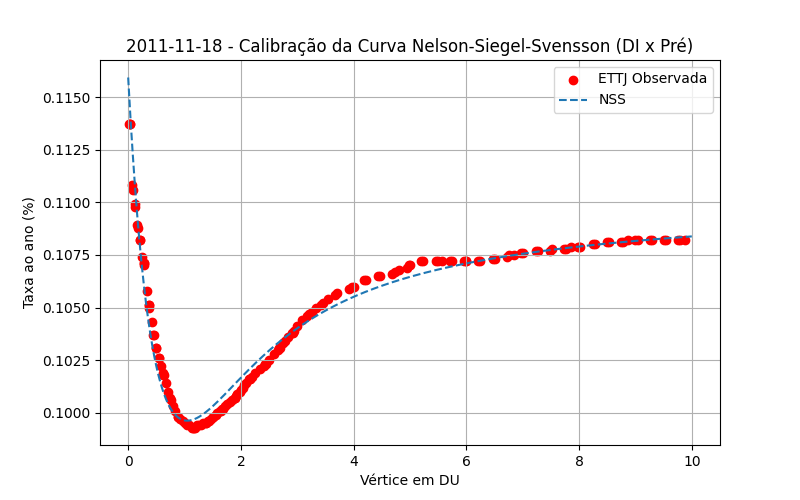 2011-11-18 - Calibração da Curva Nelson-Siegel-Svensson (DI x Pré)
ETTJ Observada
NSS
Taxa ao ano (%)
0.1150
0.1125
0.1100
0.1075
0.1050
0.1025
0.1000
0 2 4 6 8 10
Vértice em DU